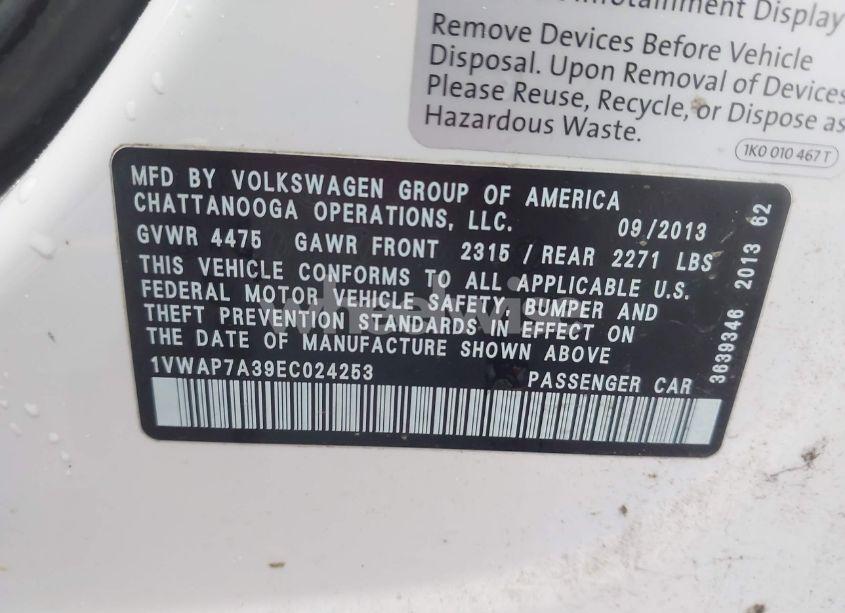 Infotainment Display
Remove Devices Before Vehicle
Disposal. Upon Removal of Devices
Please Reuse, Recycle, or Dispose as
Hazardous Waste.
1K0 010 467 T
MFD BY VOLKSWAGEN GROUP OF AMERICA
CHATTANOOGA OPERATIONS, LLC. 09/2013
GVWR 4475 GAWR FRONT 2315 / REAR 2271 LBS
THIS VEHICLE CONFORMS TO ALL APPLICABLE U.S.
FEDERAL MOTOR VEHICLE SAFETY, BUMPER AND
THEFT PREVENTION STANDARDS IN EFFECT ON
THE DATE OF MANUFACTURE SHOWN ABOVE
1VWAP7A39EC024253 PASSENGER CAR
3639346 2013 62